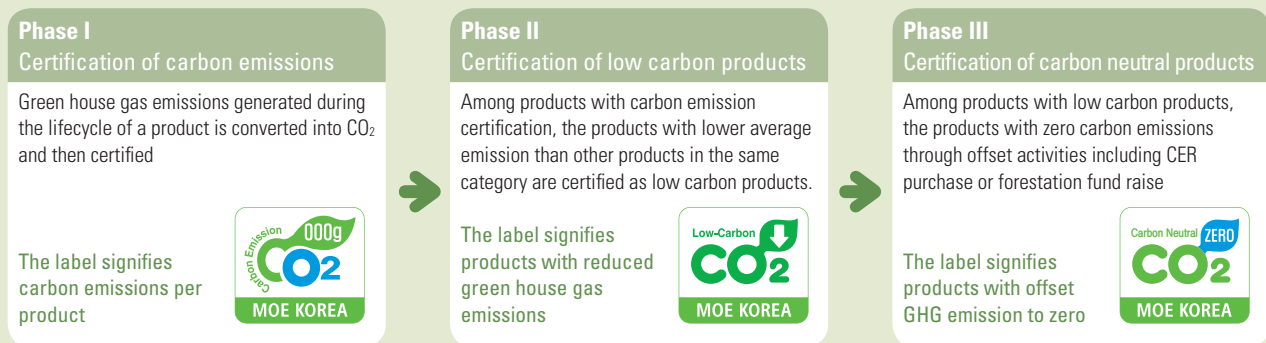 Phase I
Certification of carbon emissions
Green house gas emissions generated during
the lifecycle of a product is converted into CO₂
and then certified
The label signifies
carbon emissions per
product
Carbon Emission
000g
CO2
MOE KOREA
Phase II
Certification of low carbon products
Among products with carbon emission
certification, the products with lower average
emission than other products in the same
category are certified as low carbon products.
The label signifies
products with reduced
green house gas
emissions
Low-Carbon
CO2
MOE KOREA
Phase III
Certification of carbon neutral products
Among products with low carbon products,
the products with zero carbon emissions
through offset activities including CER
purchase or forestation fund raise
The label signifies
products with offset
GHG emission to zero
Carbon Neutral ZERO
CO2
MOE KOREA